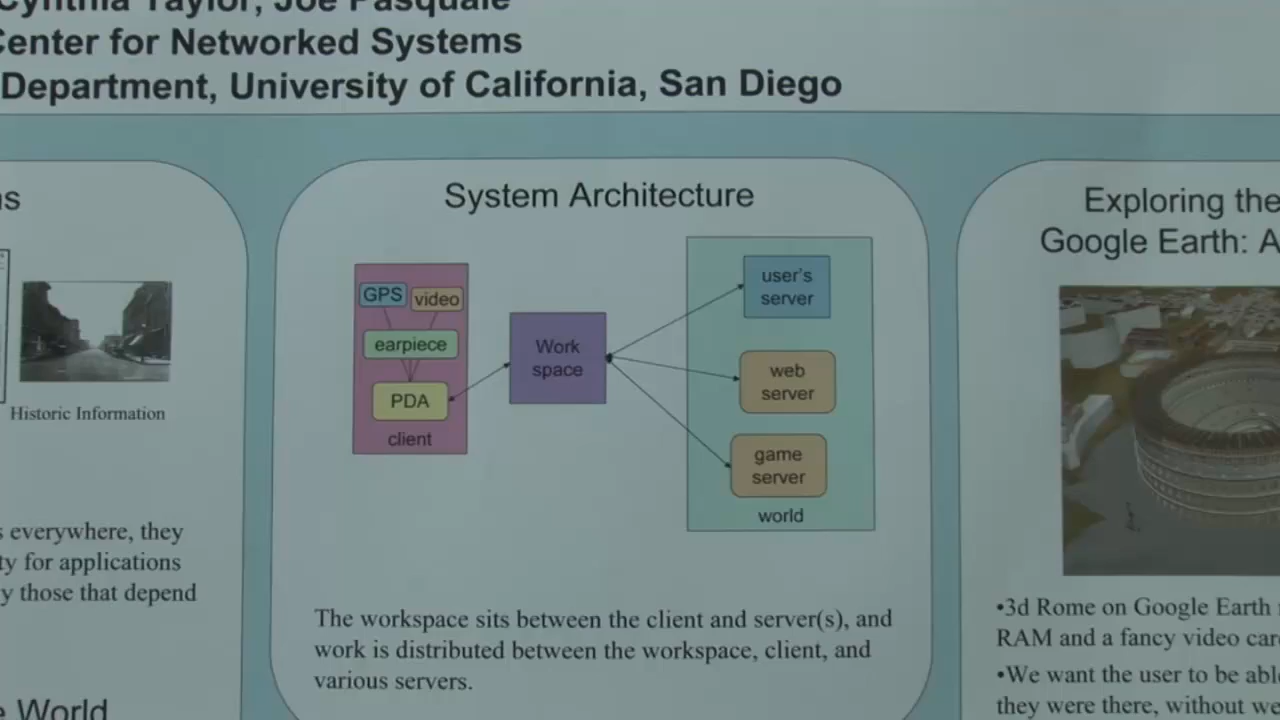 Cynthia Taylor, Joe Pasquale
Center for Networked Systems
Department, University of California, San Diego
System Architecture
GPS
video
earpiece
PDA
client
Work
space
user's
server
web
server
game
server
world
The workspace sits between the client and server(s), and
work is distributed between the workspace, client, and
various servers.
Historic Information
everywhere, they
for applications
those that depend
World
Exploring the
Google Earth:
•3d Rome on Google Earth
RAM and a fancy video
•We want the user to be
they were there, without